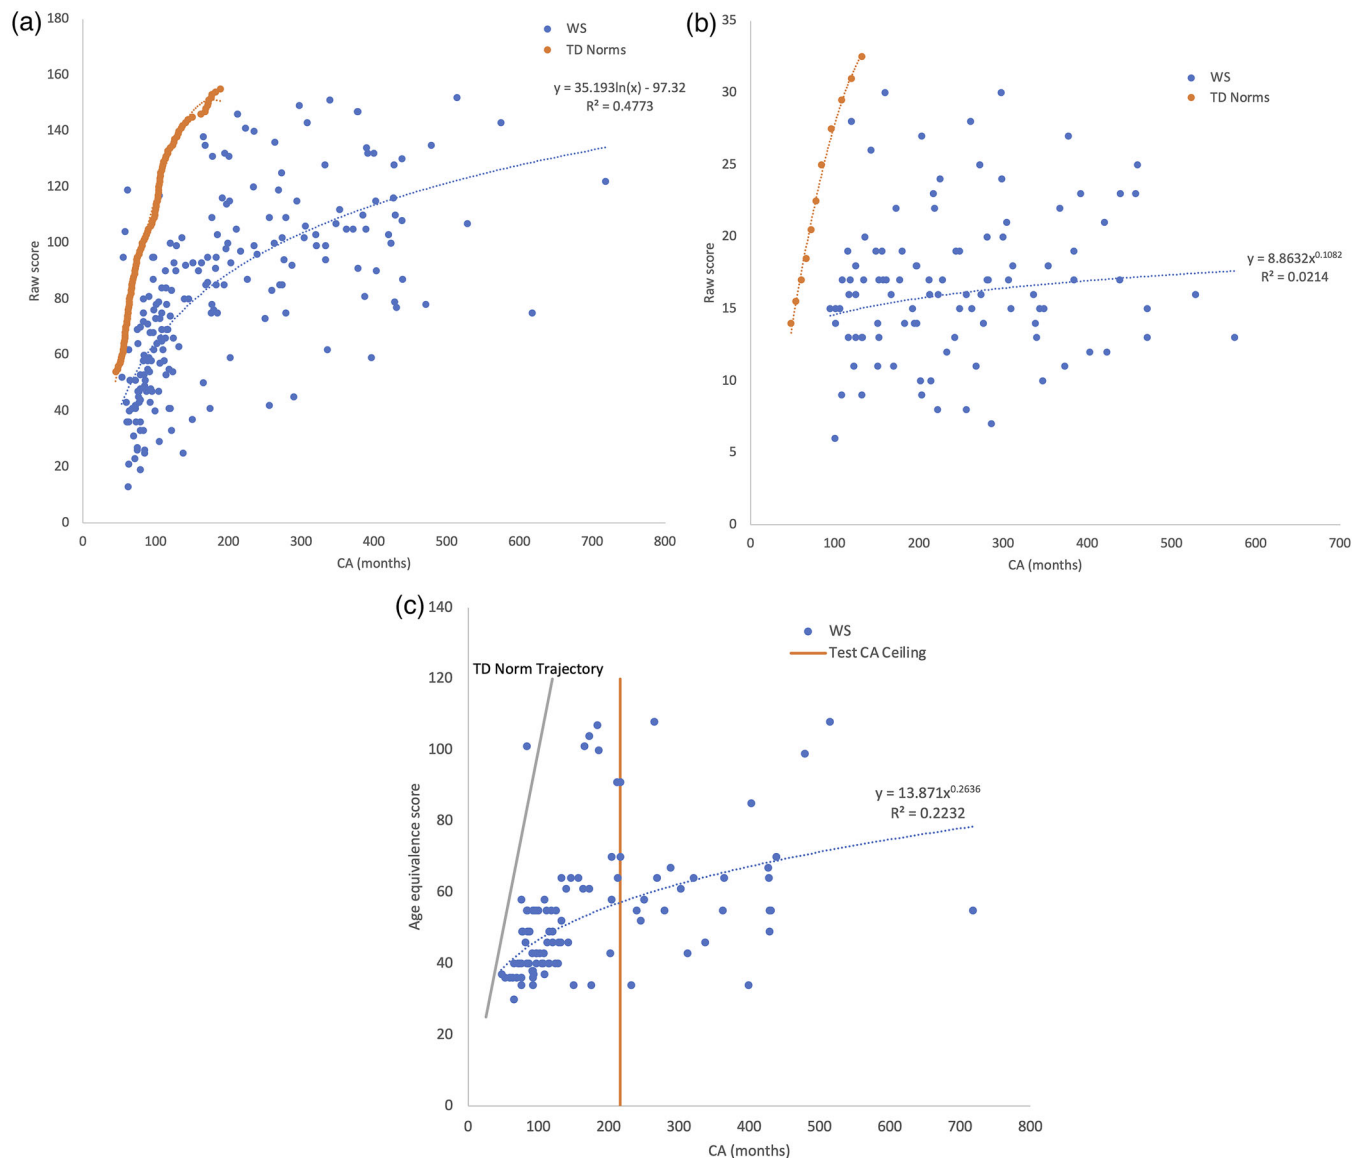 (a)
180
160
140
120
100
80
60
40
20
0
Raw score
0 100 200 300 400 500 600 700 800
CA (months)
WS
TD Norms
y = 35.193ln(x) - 97.32
R² = 0.4773
(b)
35
30
25
20
15
10
5
0
Raw score
0 100 200 300 400 500 600 700
CA (months)
WS
TD Norms
y = 8.8632x^0.1082
R² = 0.0214
(c)
140
120
100
80
60
40
20
0
Age equivalence score
0 100 200 300 400 500 600 700 800
CA (months)
WS
Test CA Ceiling
TD Norm Trajectory
y = 13.871x^0.2636
R² = 0.2232